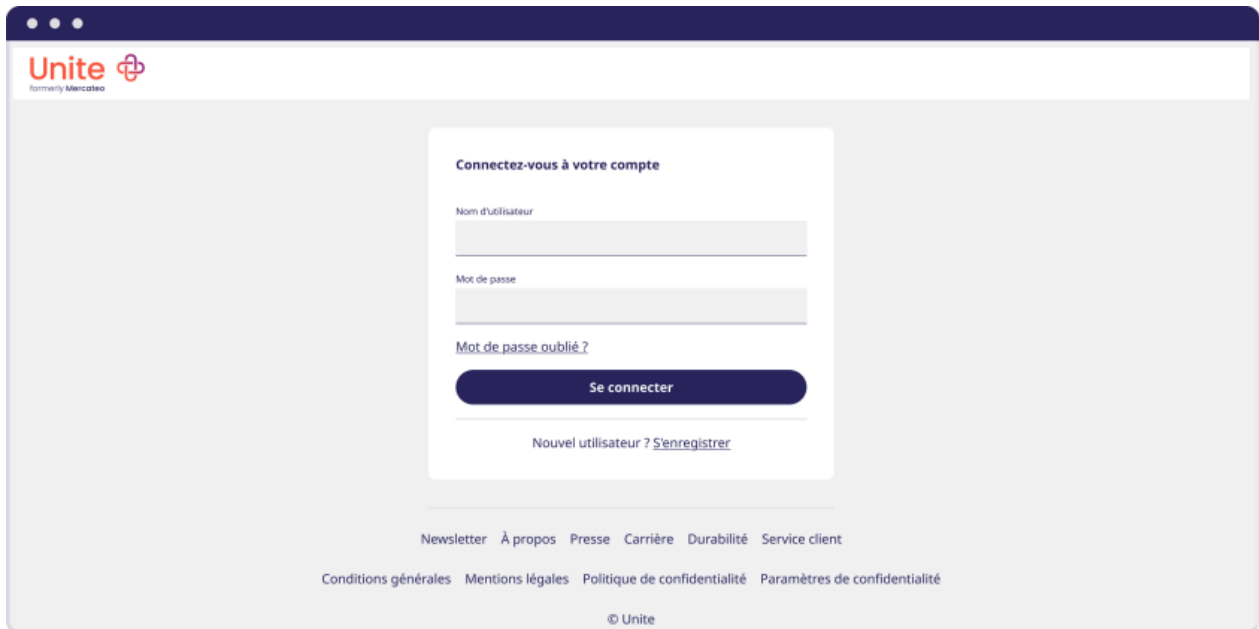 Unite
formerly Mercateo
Connectez-vous à votre compte
Nom d'utilisateur
Mot de passe
Mot de passe oublié ?
Se connecter
Nouvel utilisateur ? S'enregistrer
Newsletter À propos Presse Carrière Durabilité Service client
Conditions générales Mentions légales Politique de confidentialité Paramètres de confidentialité
© Unite